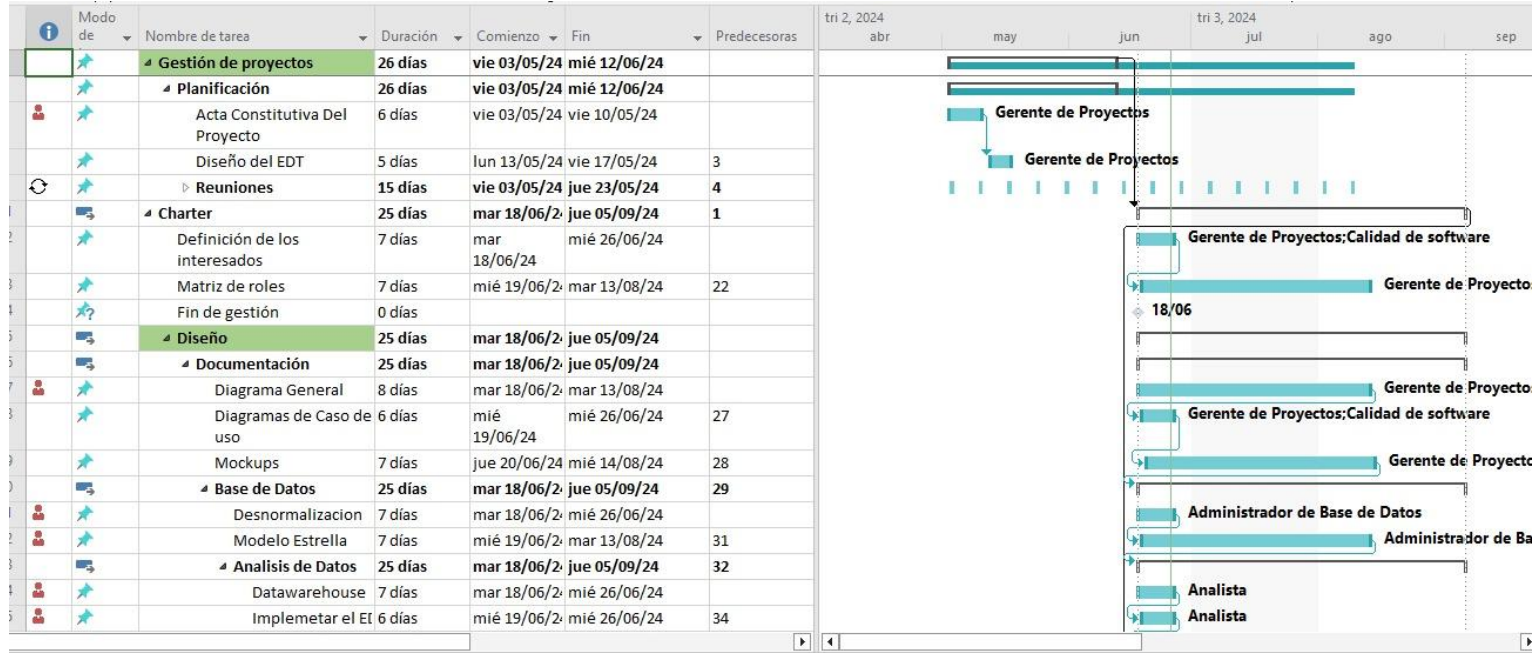 Modo de Nombre de tarea Duración Comienzo Fin Predecesoras
tri 2, 2024 tri 3, 2024
abr may jun jul ago sep
Gestión de proyectos 26 días vie 03/05/24 mié 12/06/24
Planificación 26 días vie 03/05/24 mié 12/06/24
Acta Constitutiva Del Proyecto 6 días vie 03/05/24 vie 10/05/24 Gerente de Proyectos
Diseño del EDT 5 días lun 13/05/24 vie 17/05/24 3 Gerente de Proyectos
Reuniones 15 días vie 03/05/24 jue 23/05/24 4
Charter 25 días mar 18/06/2 jue 05/09/24 1
Definición de los interesados 7 días mar 18/06/24 mié 26/06/24 Gerente de Proyectos;Calidad de software
Matriz de roles 7 días mié 19/06/2 mar 13/08/24 22 Gerente de Proyecto
Fin de gestión 0 días 18/06
Diseño 25 días mar 18/06/2 jue 05/09/24
Documentación 25 días mar 18/06/2 jue 05/09/24
Diagrama General 8 días mar 18/06/2 mar 13/08/24 Gerente de Proyecto
Diagramas de Caso de uso 6 días mié 19/06/24 mié 26/06/24 27 Gerente de Proyectos;Calidad de software
Mockups 7 días jue 20/06/24 mié 14/08/24 28 Gerente de Proyecto
Base de Datos 25 días mar 18/06/2 jue 05/09/24 29
Desnormalizacion 7 días mar 18/06/2 mié 26/06/24 Administrador de Base de Datos
Modelo Estrella 7 días mié 19/06/2 mar 13/08/24 31 Administrador de Ba
Analisis de Datos 25 días mar 18/06/2 jue 05/09/24 32
Datawarehouse 7 días mar 18/06/2 mié 26/06/24 Analista
Implemetar el 6 días mié 19/06/2 mié 26/06/24 34 Analista